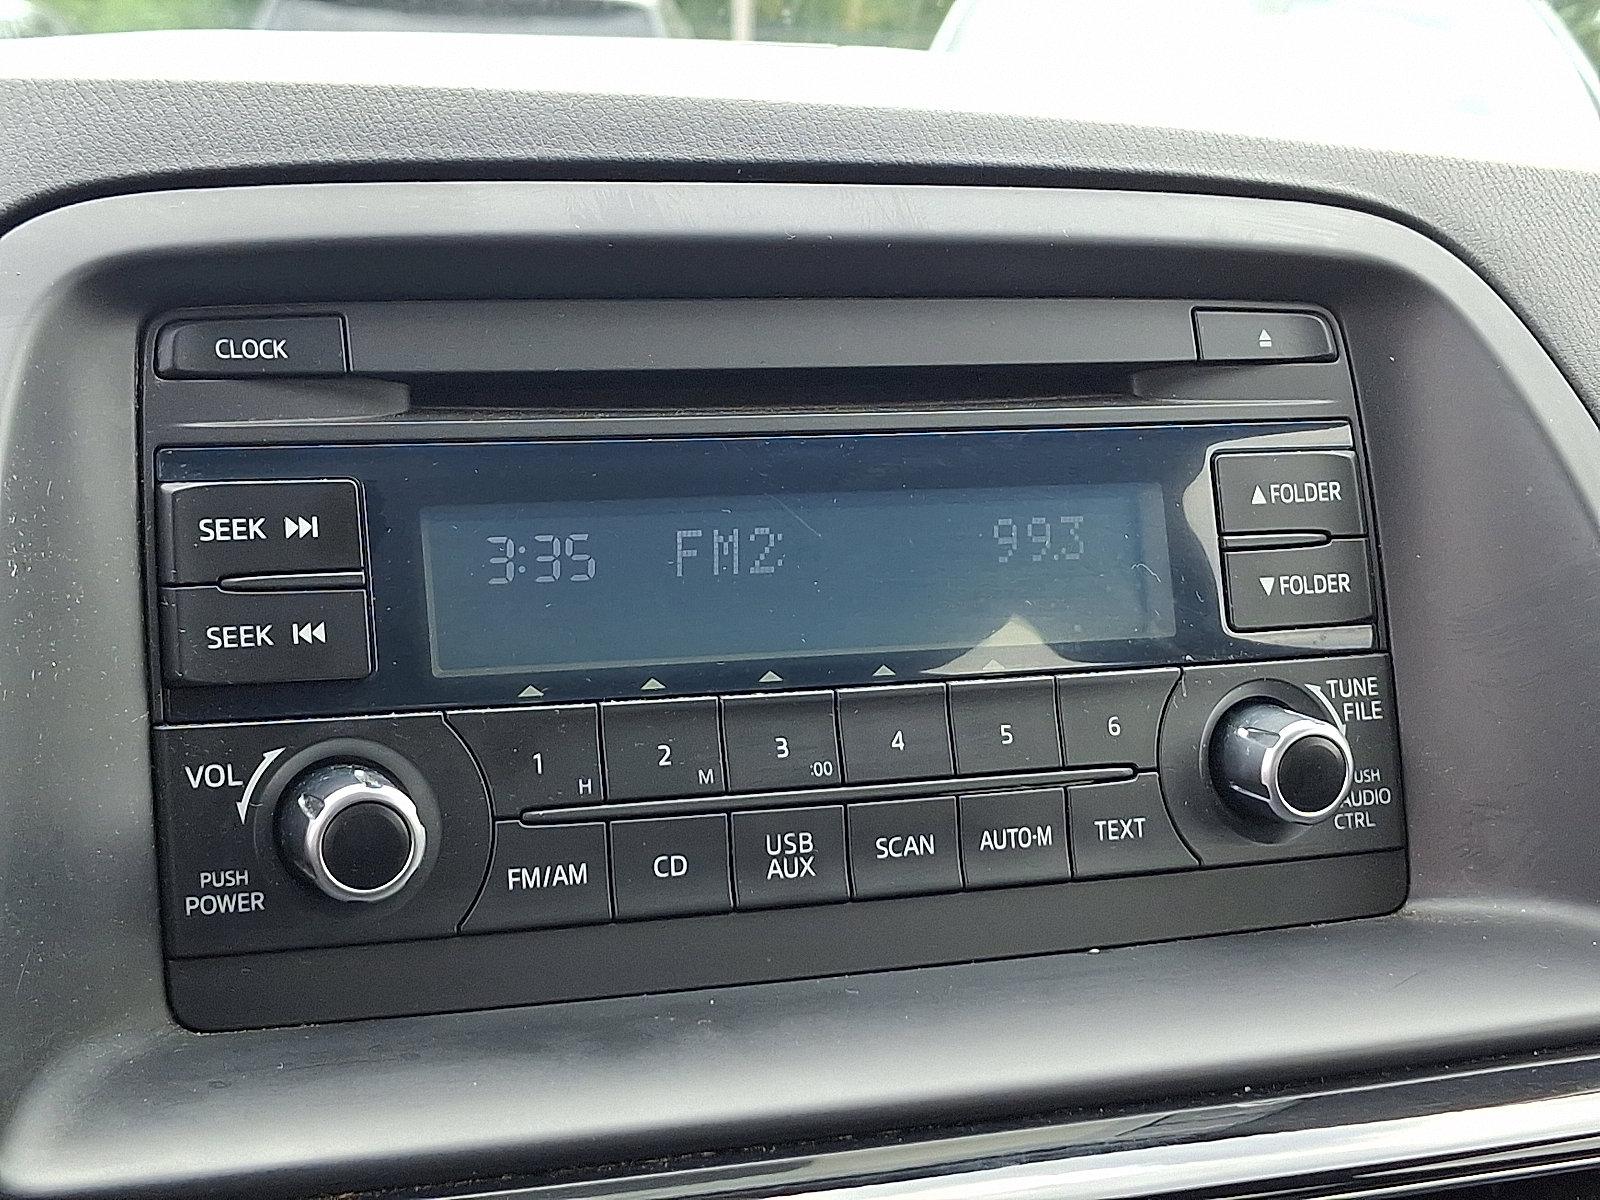 CLOCK
SEEK
SEEK
3:35 FM2 99.3
▲FOLDER
▼FOLDER
VOL
PUSH
POWER
1 H
2 M
3 :00
4
5
6
FM/AM
CD
USB
AUX
SCAN
AUTO-M
TEXT
TUNE
FILE
AUDIO
CTRL